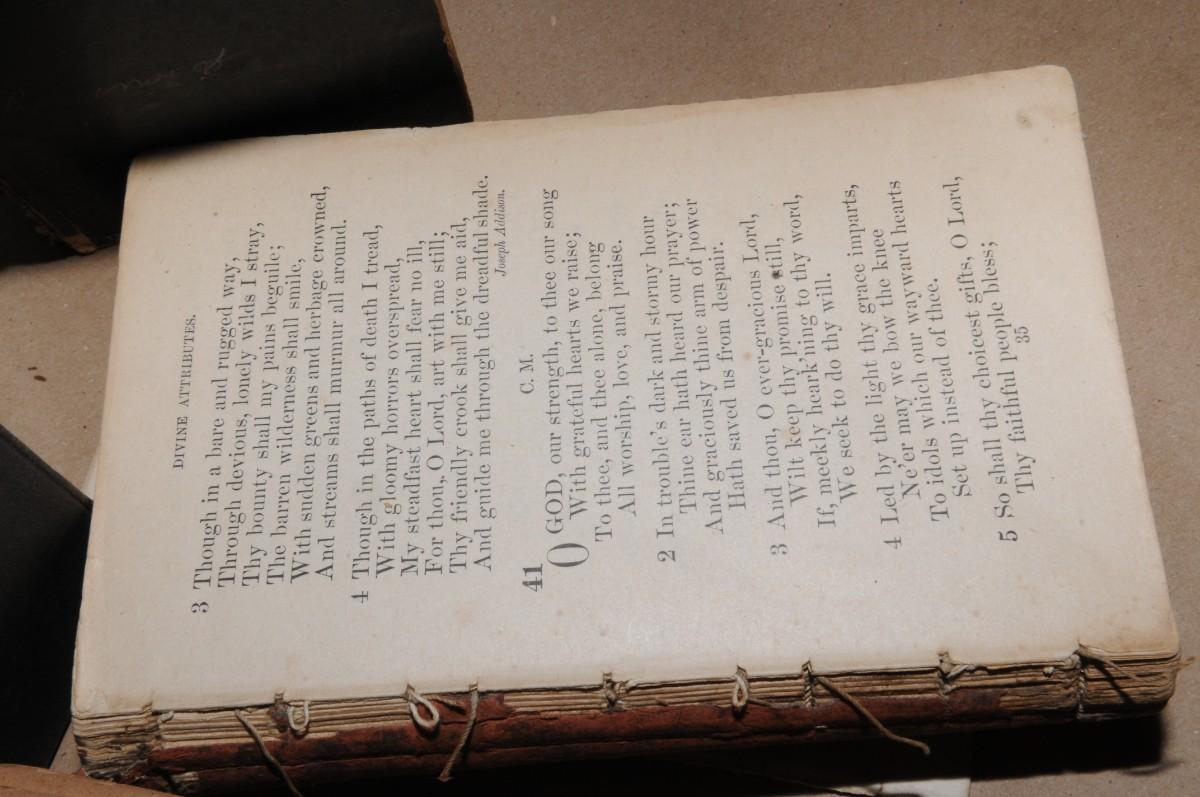 DIVINE ATTRIBUTES.
3 Though in a bare and rugged way,
Through devious, lonely wilds I stray,
Thy bounty shall my pains beguile;
The barren wilderness shall smile,
With sudden greens and herbage crowned,
And streams shall murmur all around.
4 Though in the paths of death I tread,
With gloomy horrors overspread,
My steadfast heart shall fear no ill,
For thou, O Lord, art with me still;
Thy friendly crook shall give me aid,
And guide me through the dreadful shade.
Joseph Addison.
41 C. M.
O GOD, our strength, to thee our song
With grateful hearts we raise;
To thee, and thee alone, belong
All worship, love, and praise.
2 In trouble's dark and stormy hour
Thine ear hath heard our prayer;
And graciously thine arm of power
Hath saved us from despair.
3 And thou, O ever-gracious Lord,
Wilt keep thy promise still,
If, meekly heark'ning to thy word,
We seek to do thy will.
4 Led by the light thy grace imparts,
Ne'er may we bow the knee
To idols which our wayward hearts
Set up instead of thee.
5 So shall thy choicest gifts, O Lord,
Thy faithful people bless;
35